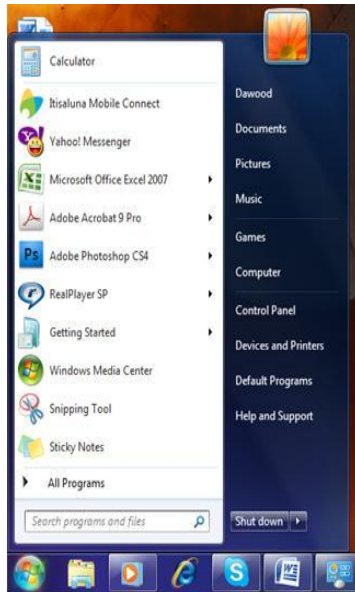 Calculator
Itisaluna Mobile Connect
Yahoo! Messenger
Microsoft Office Excel 2007
Adobe Acrobat 9 Pro
Ps
Adobe Photoshop CS4
RealPlayer SP
Getting Started
Windows Media Center
Snipping Tool
Sticky Notes
All Programs
Search programs and files
Dawood
Documents
Pictures
Music
Games
Computer
Control Panel
Devices and Printers
Default Programs
Help and Support
Shut down